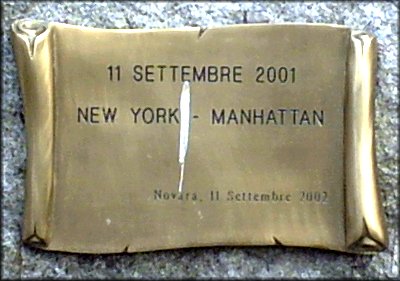 11 SETTEMBRE 2001
NEW YORK - MANHATTAN
Novara, 11 Settembre 2002